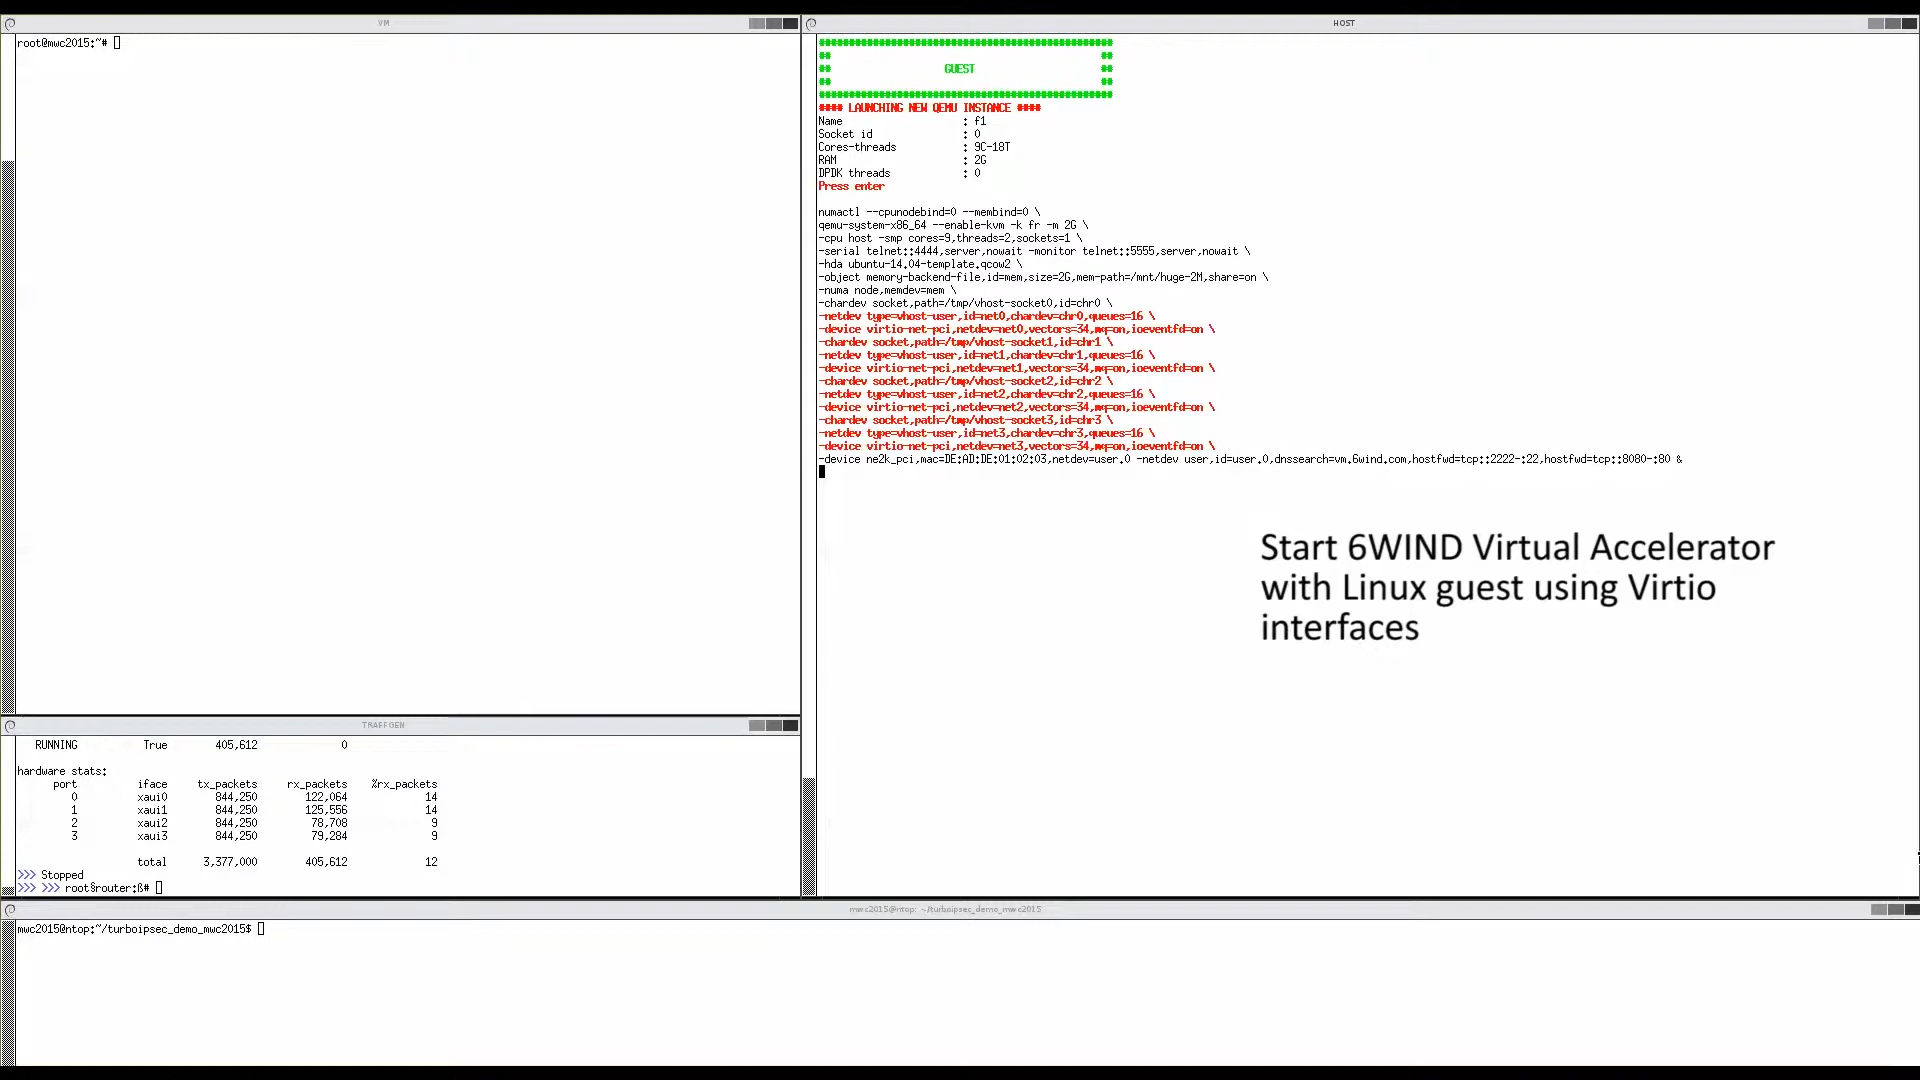 VM
root@mwc2015:~#
HOST
##################################################
## ##
## GUEST ##
## ##
##################################################
#### LAUNCHING NEW QEMU INSTANCE ####
Name : f1
Socket id : 0
Cores-threads : 9C-18T
RAM : 2G
DPDK threads : 0
Press enter
numactl --cpunodebind=0 --membind=0 \
qemu-system-x86_64 --enable-kvm -k fr -m 2G \
-cpu host -smp cores=9,threads=2,sockets=1 \
-serial telnet::4444,server,nowait -monitor telnet::5555,server,nowait \
-hda ubuntu-14.04-template.qcow2 \
-object memory-backend-file,id=mem,size=2G,mem-path=/mnt/huge-2M,share=on \
-numa node,memdev=mem \
-chardev socket,path=/tmp/vhost-socket0,id=chr0 \
-netdev type=vhost-user,id=net0,chardev=chr0,queues=16 \
-device virtio-net-pci,netdev=net0,vectors=34,mq=on,ioeventfd=on \
-chardev socket,path=/tmp/vhost-socket1,id=chr1 \
-netdev type=vhost-user,id=net1,chardev=chr1,queues=16 \
-device virtio-net-pci,netdev=net1,vectors=34,mq=on,ioeventfd=on \
-chardev socket,path=/tmp/vhost-socket2,id=chr2 \
-netdev type=vhost-user,id=net2,chardev=chr2,queues=16 \
-device virtio-net-pci,netdev=net2,vectors=34,mq=on,ioeventfd=on \
-chardev socket,path=/tmp/vhost-socket3,id=chr3 \
-netdev type=vhost-user,id=net3,chardev=chr3,queues=16 \
-device virtio-net-pci,netdev=net3,vectors=34,mq=on,ioeventfd=on \
-device ne2k_pci,mac=DE:AD:DE:01:02:03,netdev=user.0 -netdev user,id=user.0,dnssearch=vm.6wind.com,hostfwd=tcp::2222-:22,hostfwd=tcp::8080-:80 &
Start 6WIND Virtual Accelerator
with Linux guest using Virtio
interfaces
TRAFFGEN
RUNNING True 405,612 0
hardware stats:
port iface tx_packets rx_packets %rx_packets
0 xaui0 844,250 122,064 14
1 xaui1 844,250 125,556 14
2 xaui2 844,250 78,708 9
3 xaui3 844,250 79,284 9
total 3,377,000 405,612 12
>>> Stopped
>>> >>> root§router:ß#
mwc2015@ntop: ~/turboipsec_demo_mwc2015
mwc2015@ntop:~/turboipsec_demo_mwc2015$